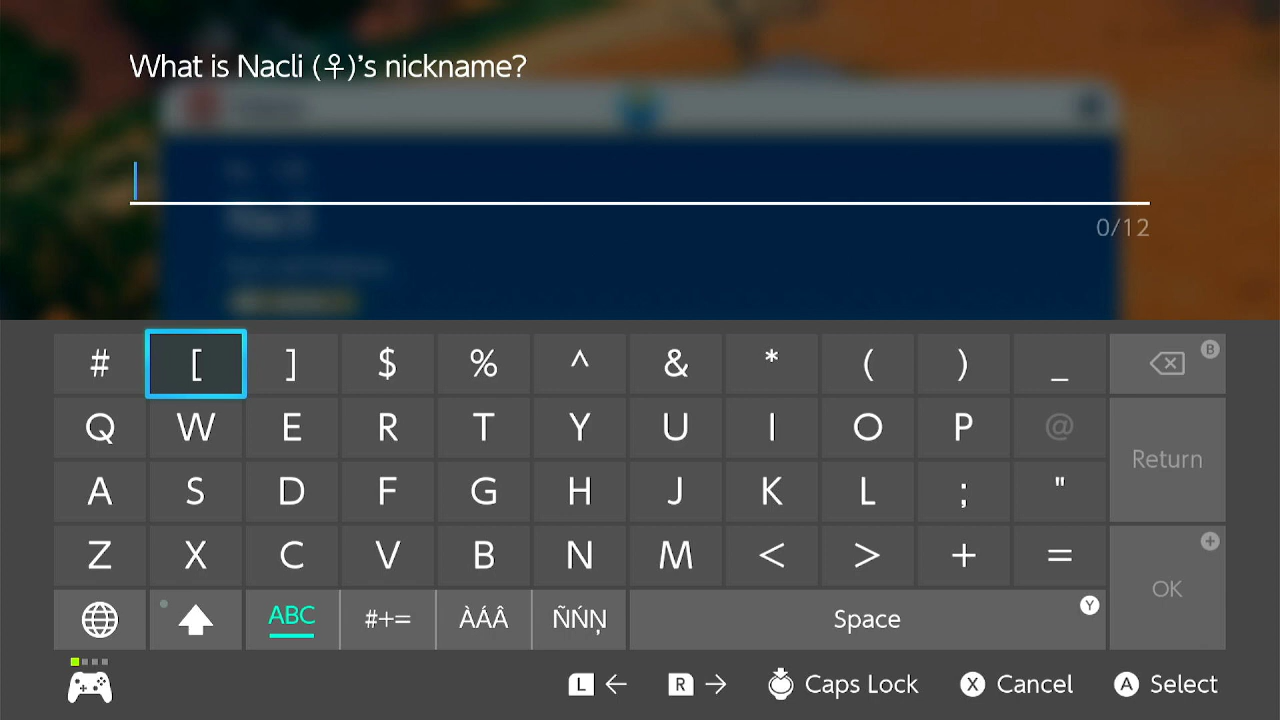 What is Nacli (♀)'s nickname?
0/12
# [ ] $ % ^ & * ( ) _ B
Q W E R T Y U I O P @ Return
A S D F G H J K L ; "
Z X C V B N M < > + = + OK
ABC #+= ÀÁÂ ÑŃŅ Space Y
L ← R → Caps Lock X Cancel A Select